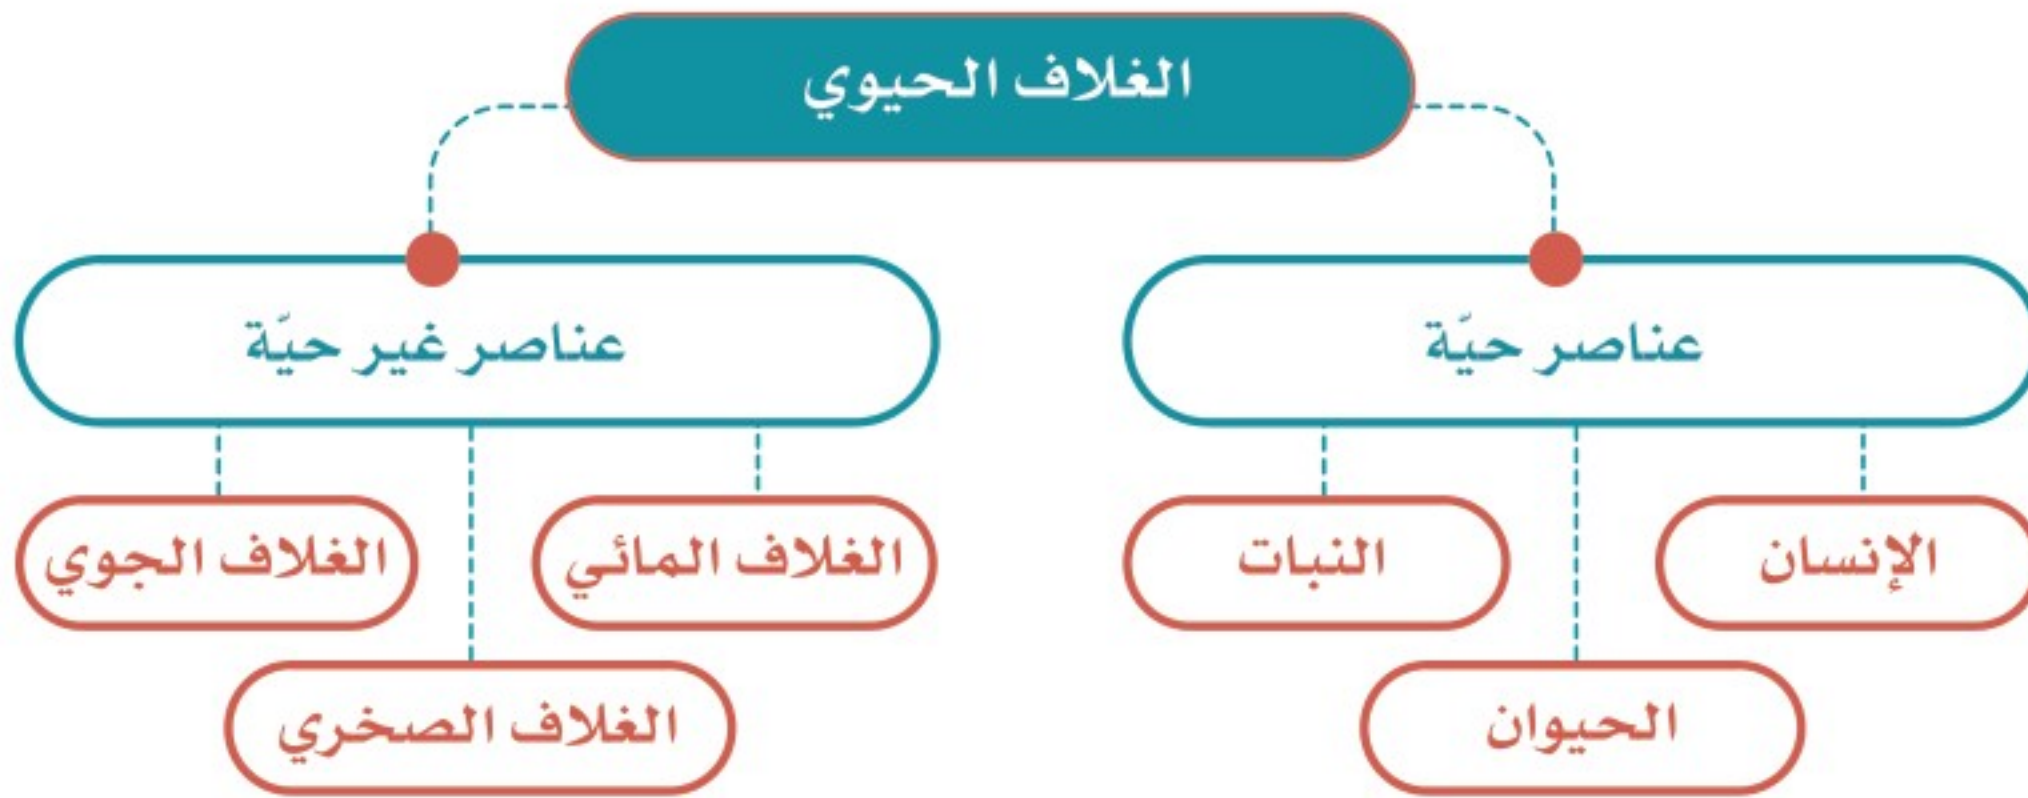 الغلاف الحيوي
عناصر حيّة
عناصر غير حيّة
الإنسان
النبات
الغلاف المائي
الغلاف الجوي
الحيوان
الغلاف الصخري